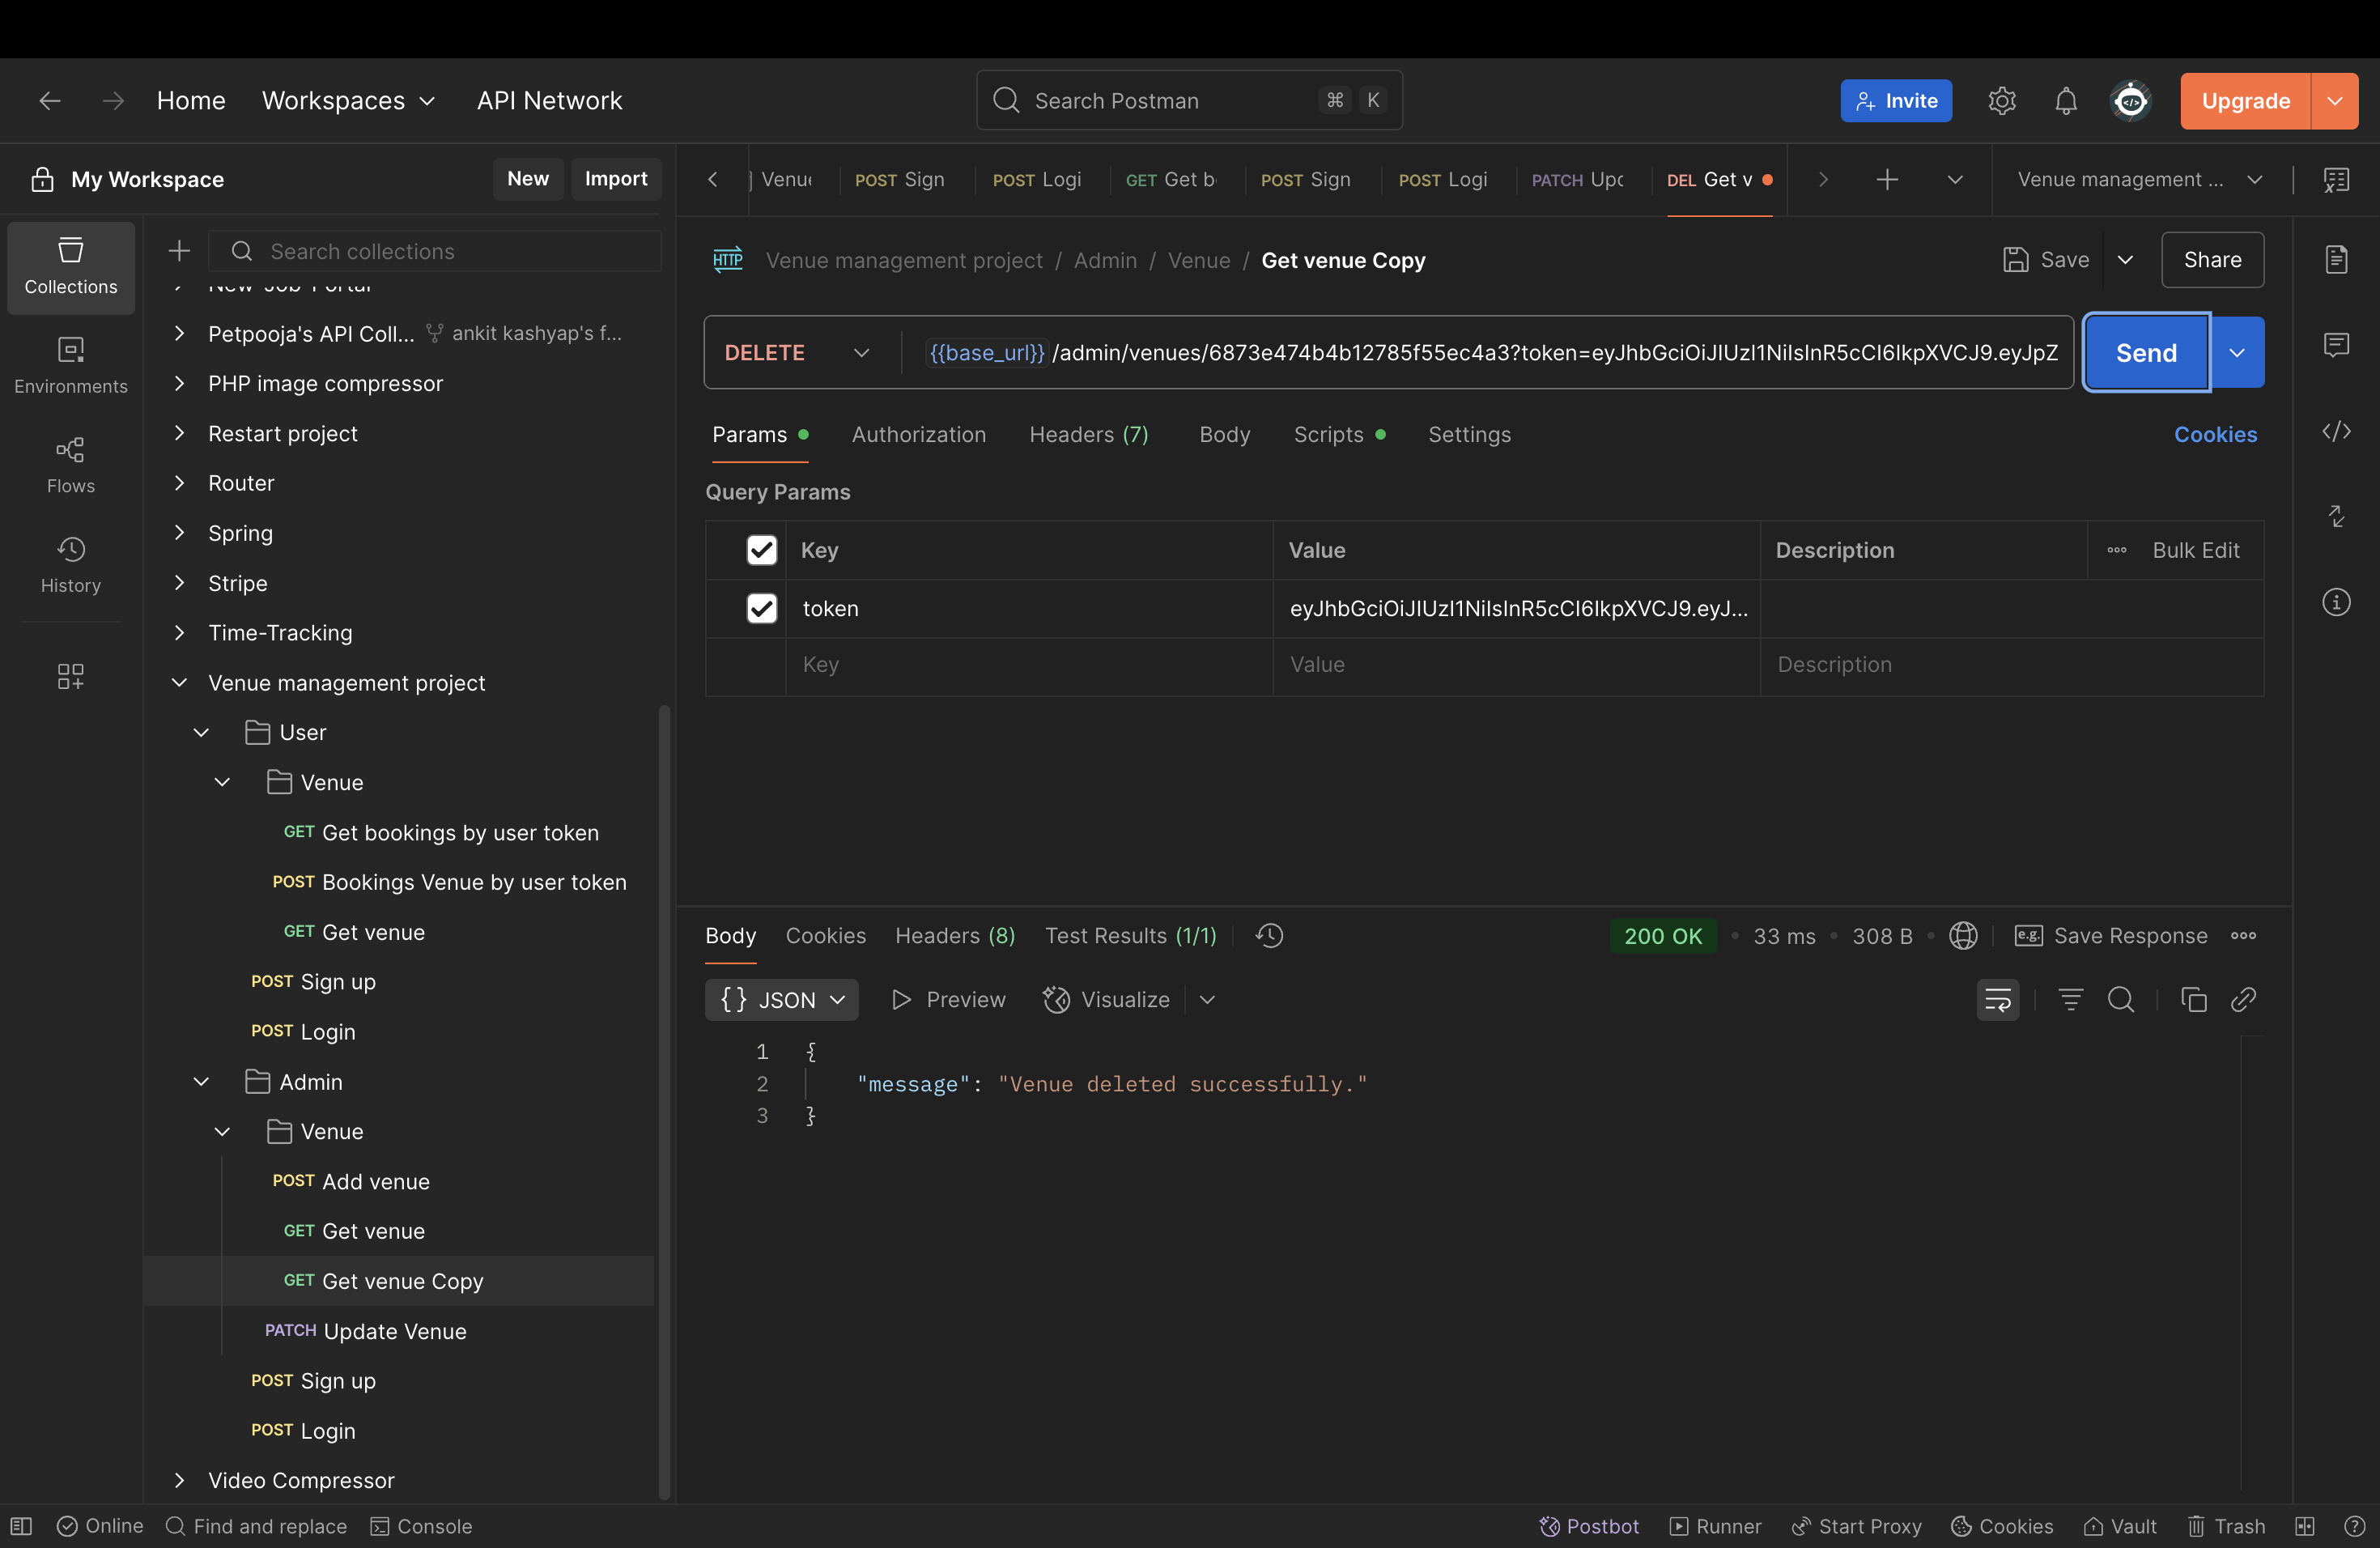 Home Workspaces API Network Search Postman ⌘ K Invite Upgrade
My Workspace New Import
Venue POST Sign POST Logi GET Get b POST Sign POST Logi PATCH Upd DEL Get v Venue management ...
Collections
Environments
Flows
History
Search collections
New-Job-Portal
Petpooja's API Coll... ankit kashyap's f...
PHP image compressor
Restart project
Router
Spring
Stripe
Time-Tracking
Venue management project
User
Venue
GET Get bookings by user token
POST Bookings Venue by user token
GET Get venue
POST Sign up
POST Login
Admin
Venue
POST Add venue
GET Get venue
GET Get venue Copy
PATCH Update Venue
POST Sign up
POST Login
Video Compressor
HTTP Venue management project / Admin / Venue / Get venue Copy Save Share
DELETE {{base_url}} /admin/venues/6873e474b4b12785f55ec4a3?token=eyJhbGciOiJIUzI1NiIsInR5cCI6IkpXVCJ9.eyJpZ Send
Params Authorization Headers (7) Body Scripts Settings Cookies
Query Params
Key Value Description Bulk Edit
token eyJhbGciOiJIUzI1NiIsInR5cCI6IkpXVCJ9.eyJ...
Key Value Description
Body Cookies Headers (8) Test Results (1/1) 200 OK 33 ms 308 B e.g. Save Response
{} JSON Preview Visualize
1 {
2 "message": "Venue deleted successfully."
3 }
Online Find and replace Console Postbot Runner Start Proxy Cookies Vault Trash